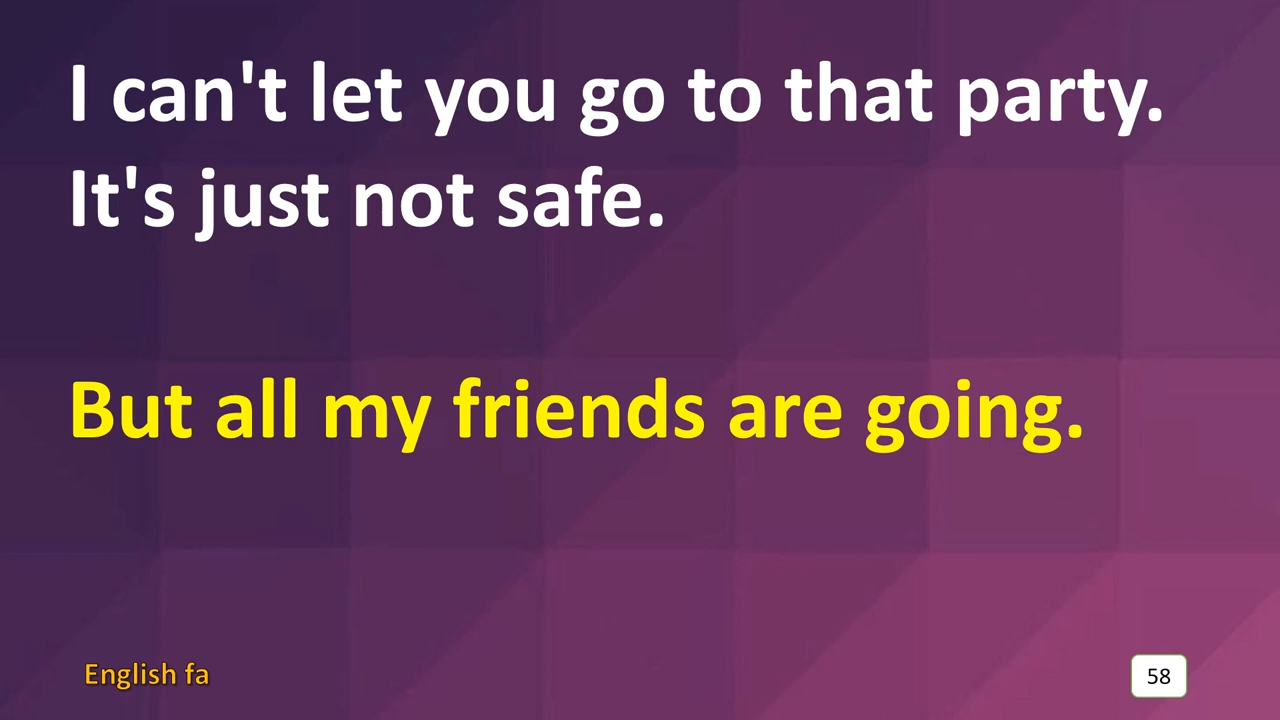 I can't let you go to that party.
It's just not safe.
But all my friends are going.
English fa
58